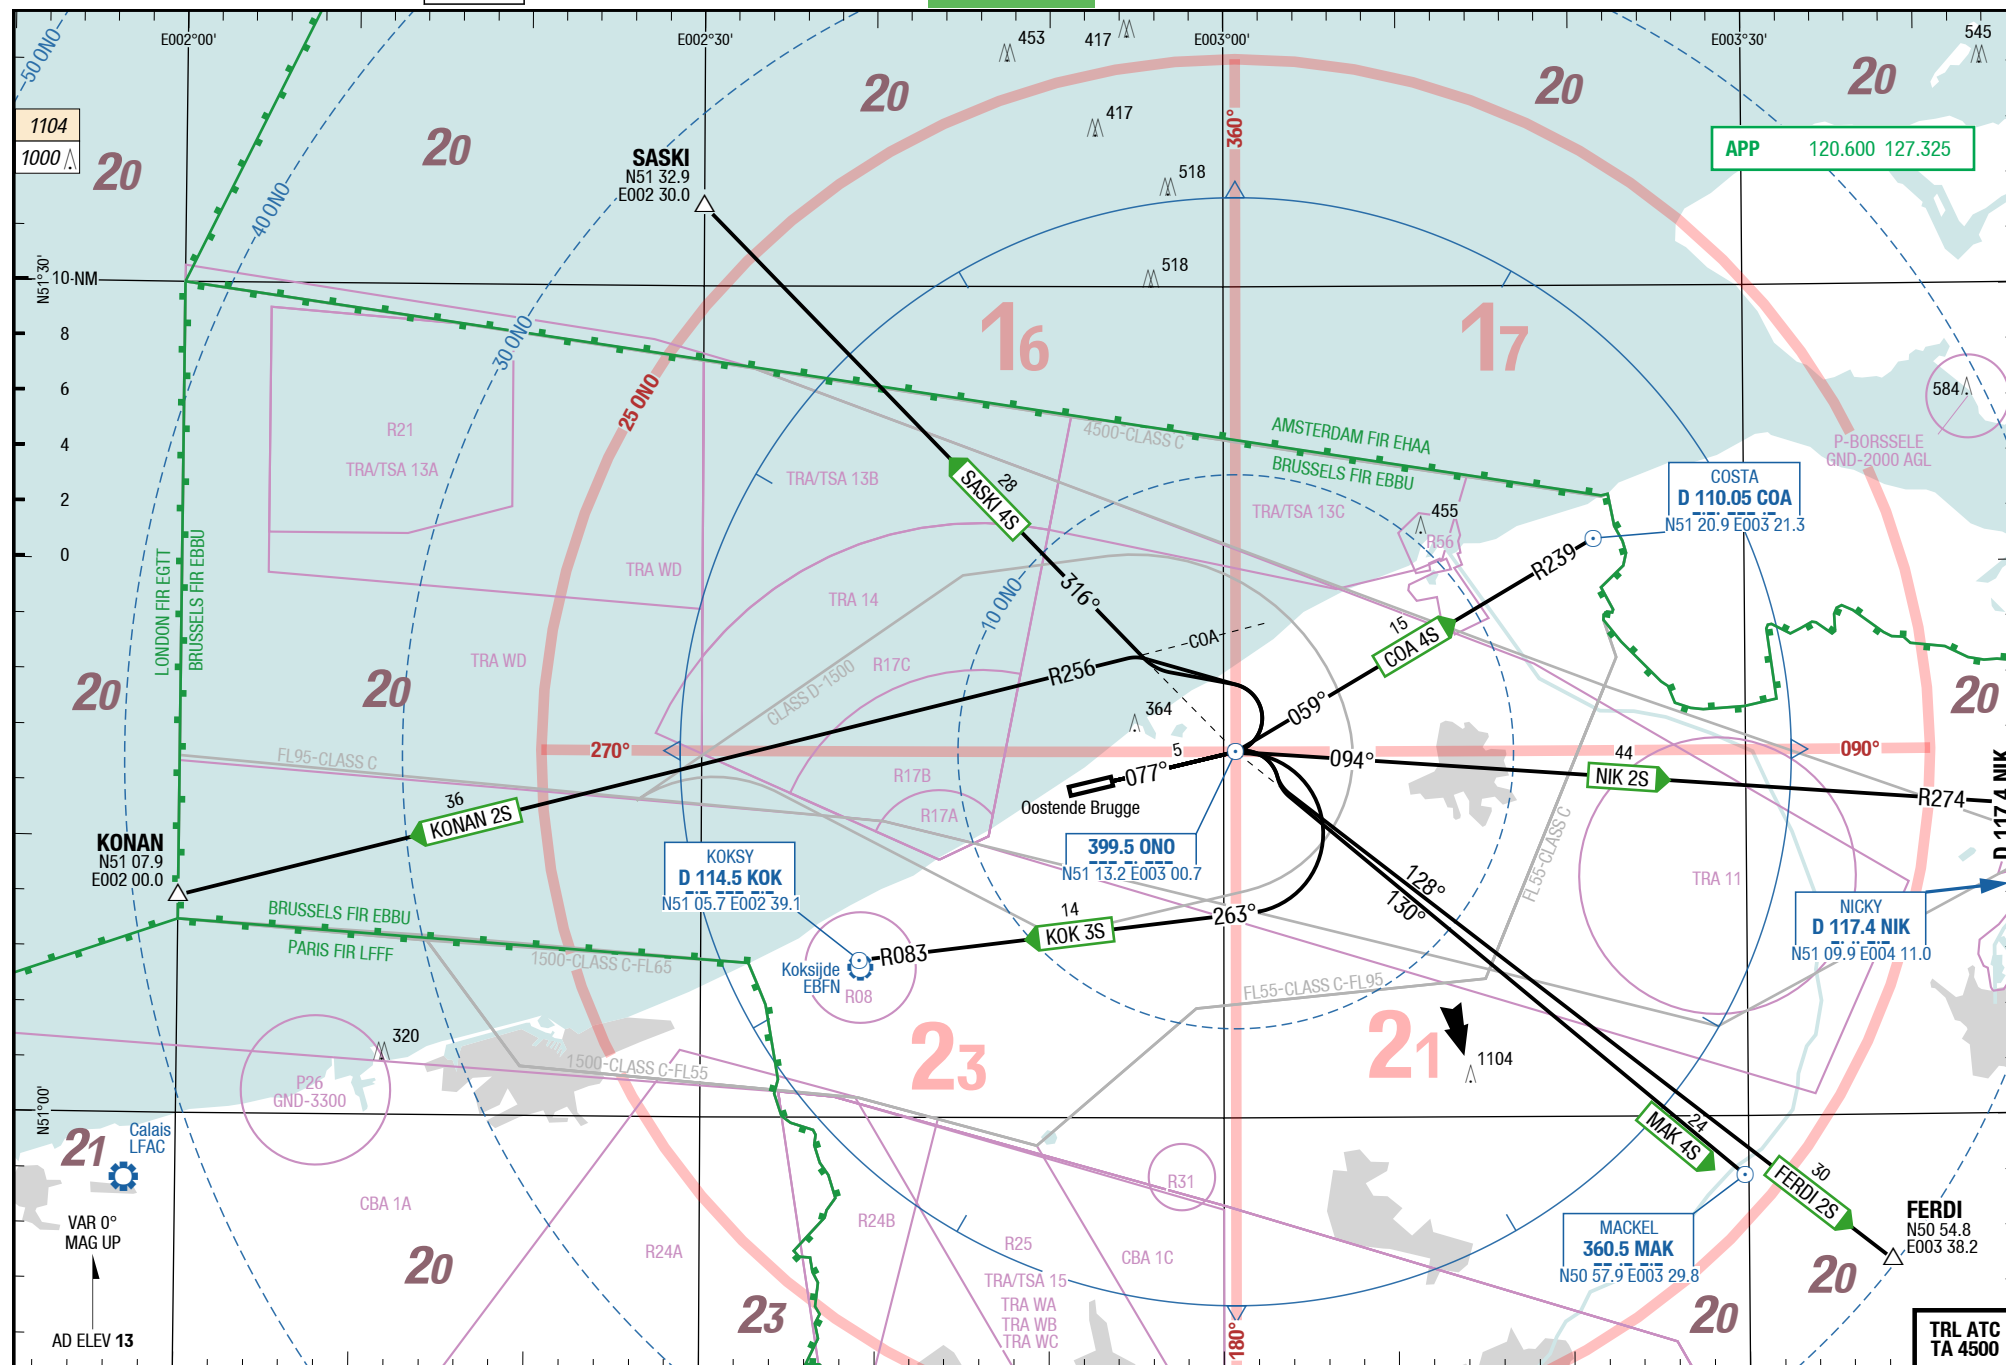 E002°00'
E002°30'
E003°00'
E003°30'
50 ONO
453
417
545
20
20
20
1104
1000
20
20
417
360°
APP 120.600 127.325
SASKI
N51 32.9
E002 30.0
518
40 ONO
518
N51°30'
10-NM
8
6
4
2
0
30 ONO
16
17
25 ONO
584
P-BORSSELE
GND-2000 AGL
R21
TRA/TSA 13A
4500-CLASS C
AMSTERDAM FIR EHAA
BRUSSELS FIR EBBU
TRA/TSA 13B
28
SASKI 4S
TRA/TSA 13C
455
R56
COSTA
D 110.05 COA
N51 20.9 E003 21.3
R239
LONDON FIR EGTT
BRUSSELS FIR EBBU
TRA WD
TRA 14
316°
10 ONO
15
COA 4S
COA
TRA WD
R17C
R256
CLASS D-1500
20
20
20
059°
364
270°
5
44
090°
FL95-CLASS C
R17B
077°
094°
NIK 2S
R274
Oostende Brugge
36
KONAN 2S
R17A
D 117.4 NIK
KONAN
N51 07.9
E002 00.0
KOKSY
D 114.5 KOK
N51 05.7 E002 39.1
399.5 ONO
N51 13.2 E003 00.7
FL55-CLASS C
TRA 11
128°
130°
BRUSSELS FIR EBBU
PARIS FIR LFFF
14
KOK 3S
263°
NICKY
D 117.4 NIK
N51 09.9 E004 11.0
R083
1500-CLASS C-FL65
Koksijde
EBFN
R08
FL55-CLASS C-FL95
320
23
21
1104
P26
GND-3300
1500-CLASS C-FL55
N51°00'
21
Calais
LFAC
24
MAK 4S
R31
30
FERDI 2S
CBA 1A
R24B
FERDI
N50 54.8
E003 38.2
VAR 0°
MAG UP
MACKEL
360.5 MAK
N50 57.9 E003 29.8
R24A
R25
CBA 1C
20
TRA/TSA 15
TRA WA
TRA WB
TRA WC
20
23
20
AD ELEV 13
180°
TRL ATC
TA 4500